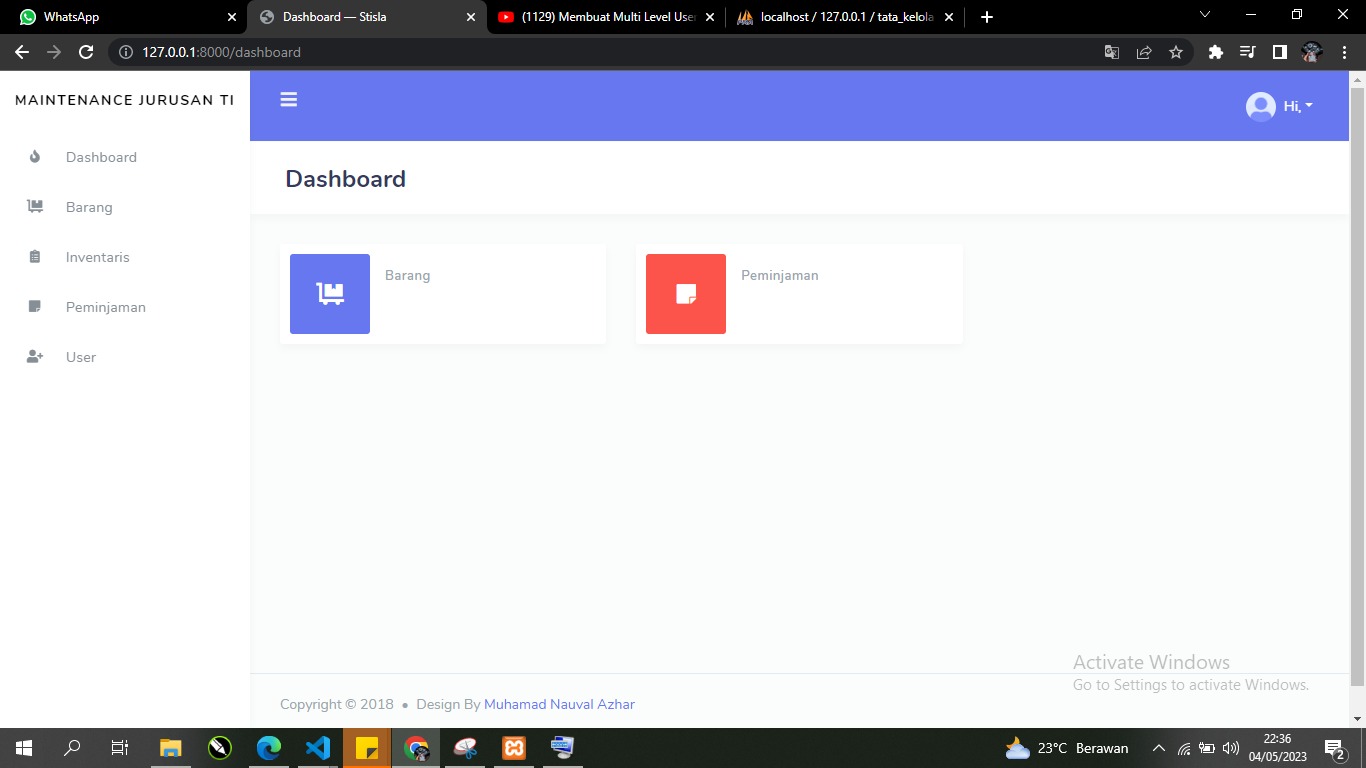 WhatsApp
Dashboard — Stisla
(1129) Membuat Multi Level Use
localhost / 127.0.0.1 / tata_kelola
127.0.0.1:8000/dashboard
MAINTENANCE JURUSAN TI
Hi,
Dashboard
Barang
Inventaris
Peminjaman
User
Dashboard
Barang
Peminjaman
Activate Windows
Go to Settings to activate Windows.
Copyright © 2018 • Design By Muhamad Nauval Azhar
23°C Berawan
22:36
04/05/2023
2